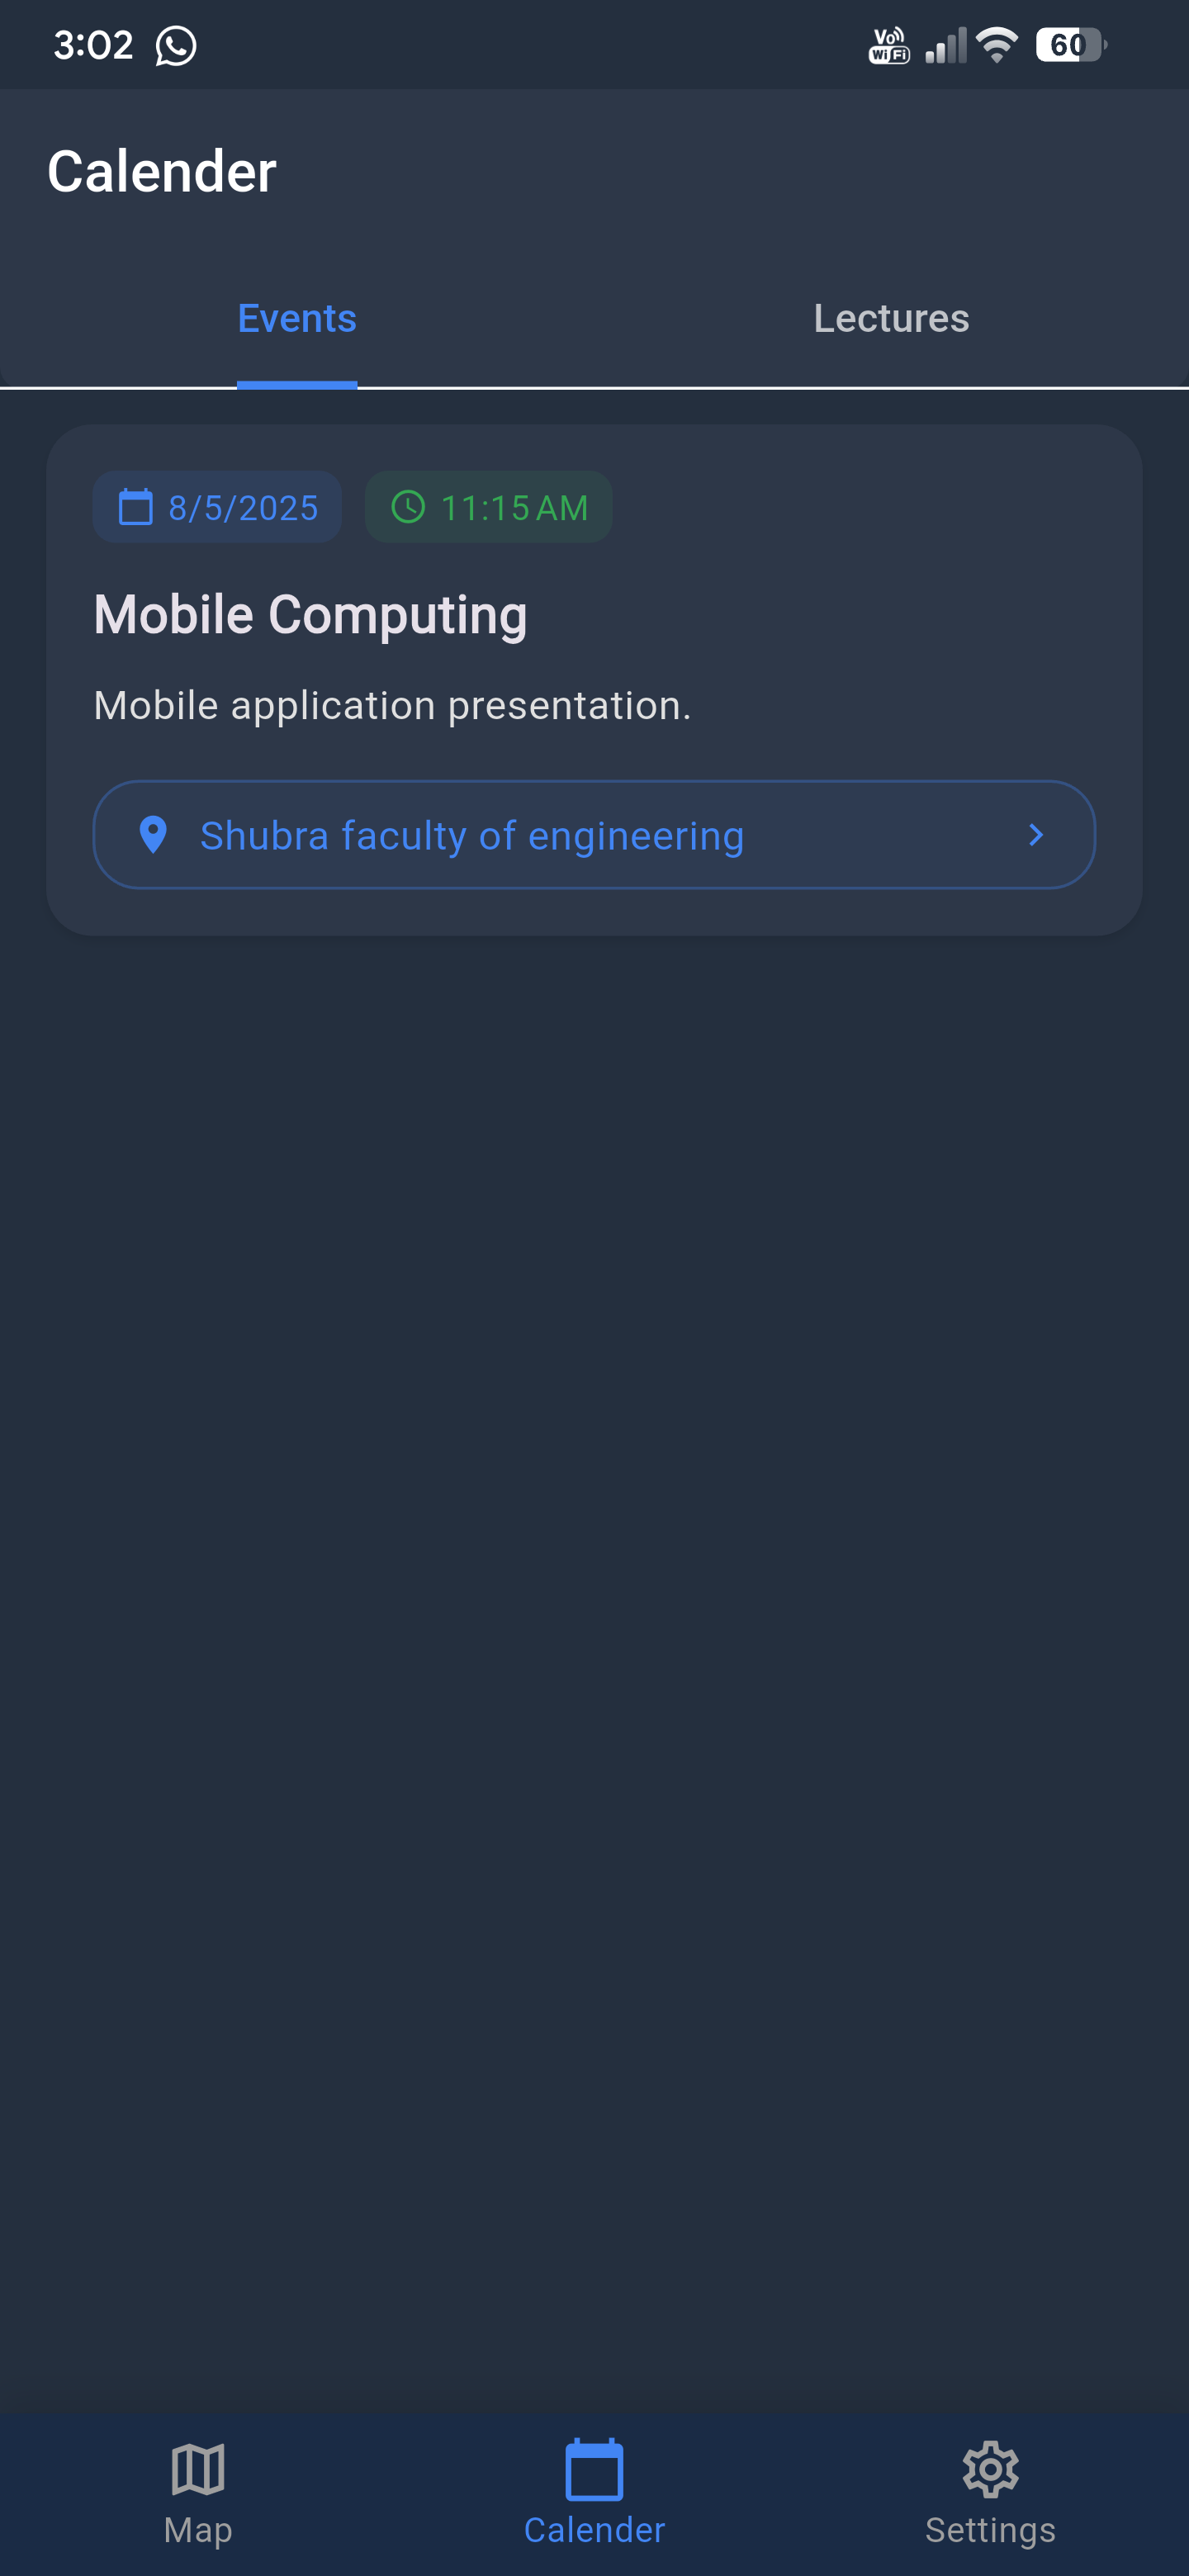 3:02 Vo WiFi 60
Calender
Events Lectures
8/5/2025 11:15 AM
Mobile Computing
Mobile application presentation.
Shubra faculty of engineering
Map Calender Settings